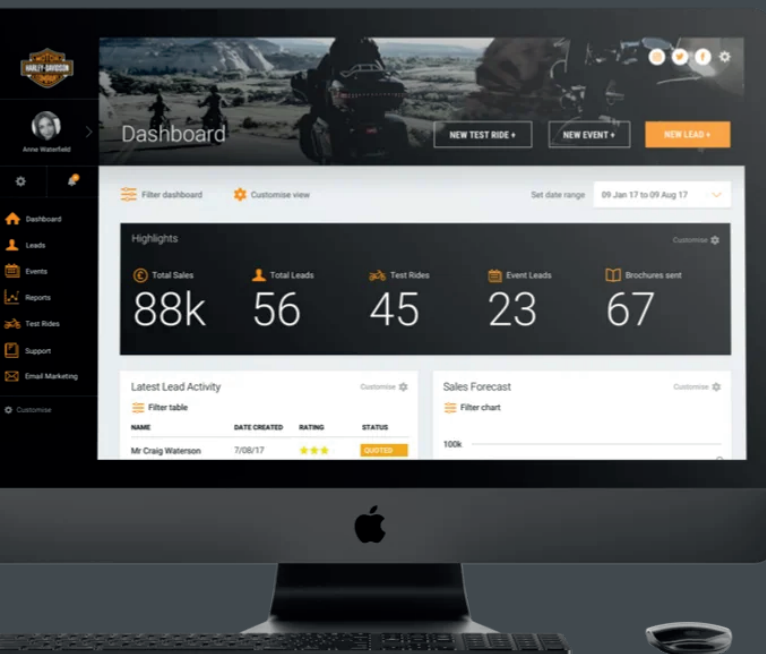 MOTOR
HARLEY-DAVIDSON
COMPANY
Anne Waterfield
Dashboard
Leads
Events
Reports
Test Rides
Support
Email Marketing
Customise
Dashboard
NEW TEST RIDE +
NEW EVENT +
NEW LEAD +
Filter dashboard
Customise view
Set date range
09 Jan 17 to 09 Aug 17
Highlights
Customise
Total Sales
88k
Total Leads
56
Test Rides
45
Event Leads
23
Brochures sent
67
Latest Lead Activity
Customise
Filter table
NAME DATE CREATED RATING STATUS
Mr Craig Waterson 7/08/17 QUOTED
Sales Forecast
Customise
Filter chart
100k